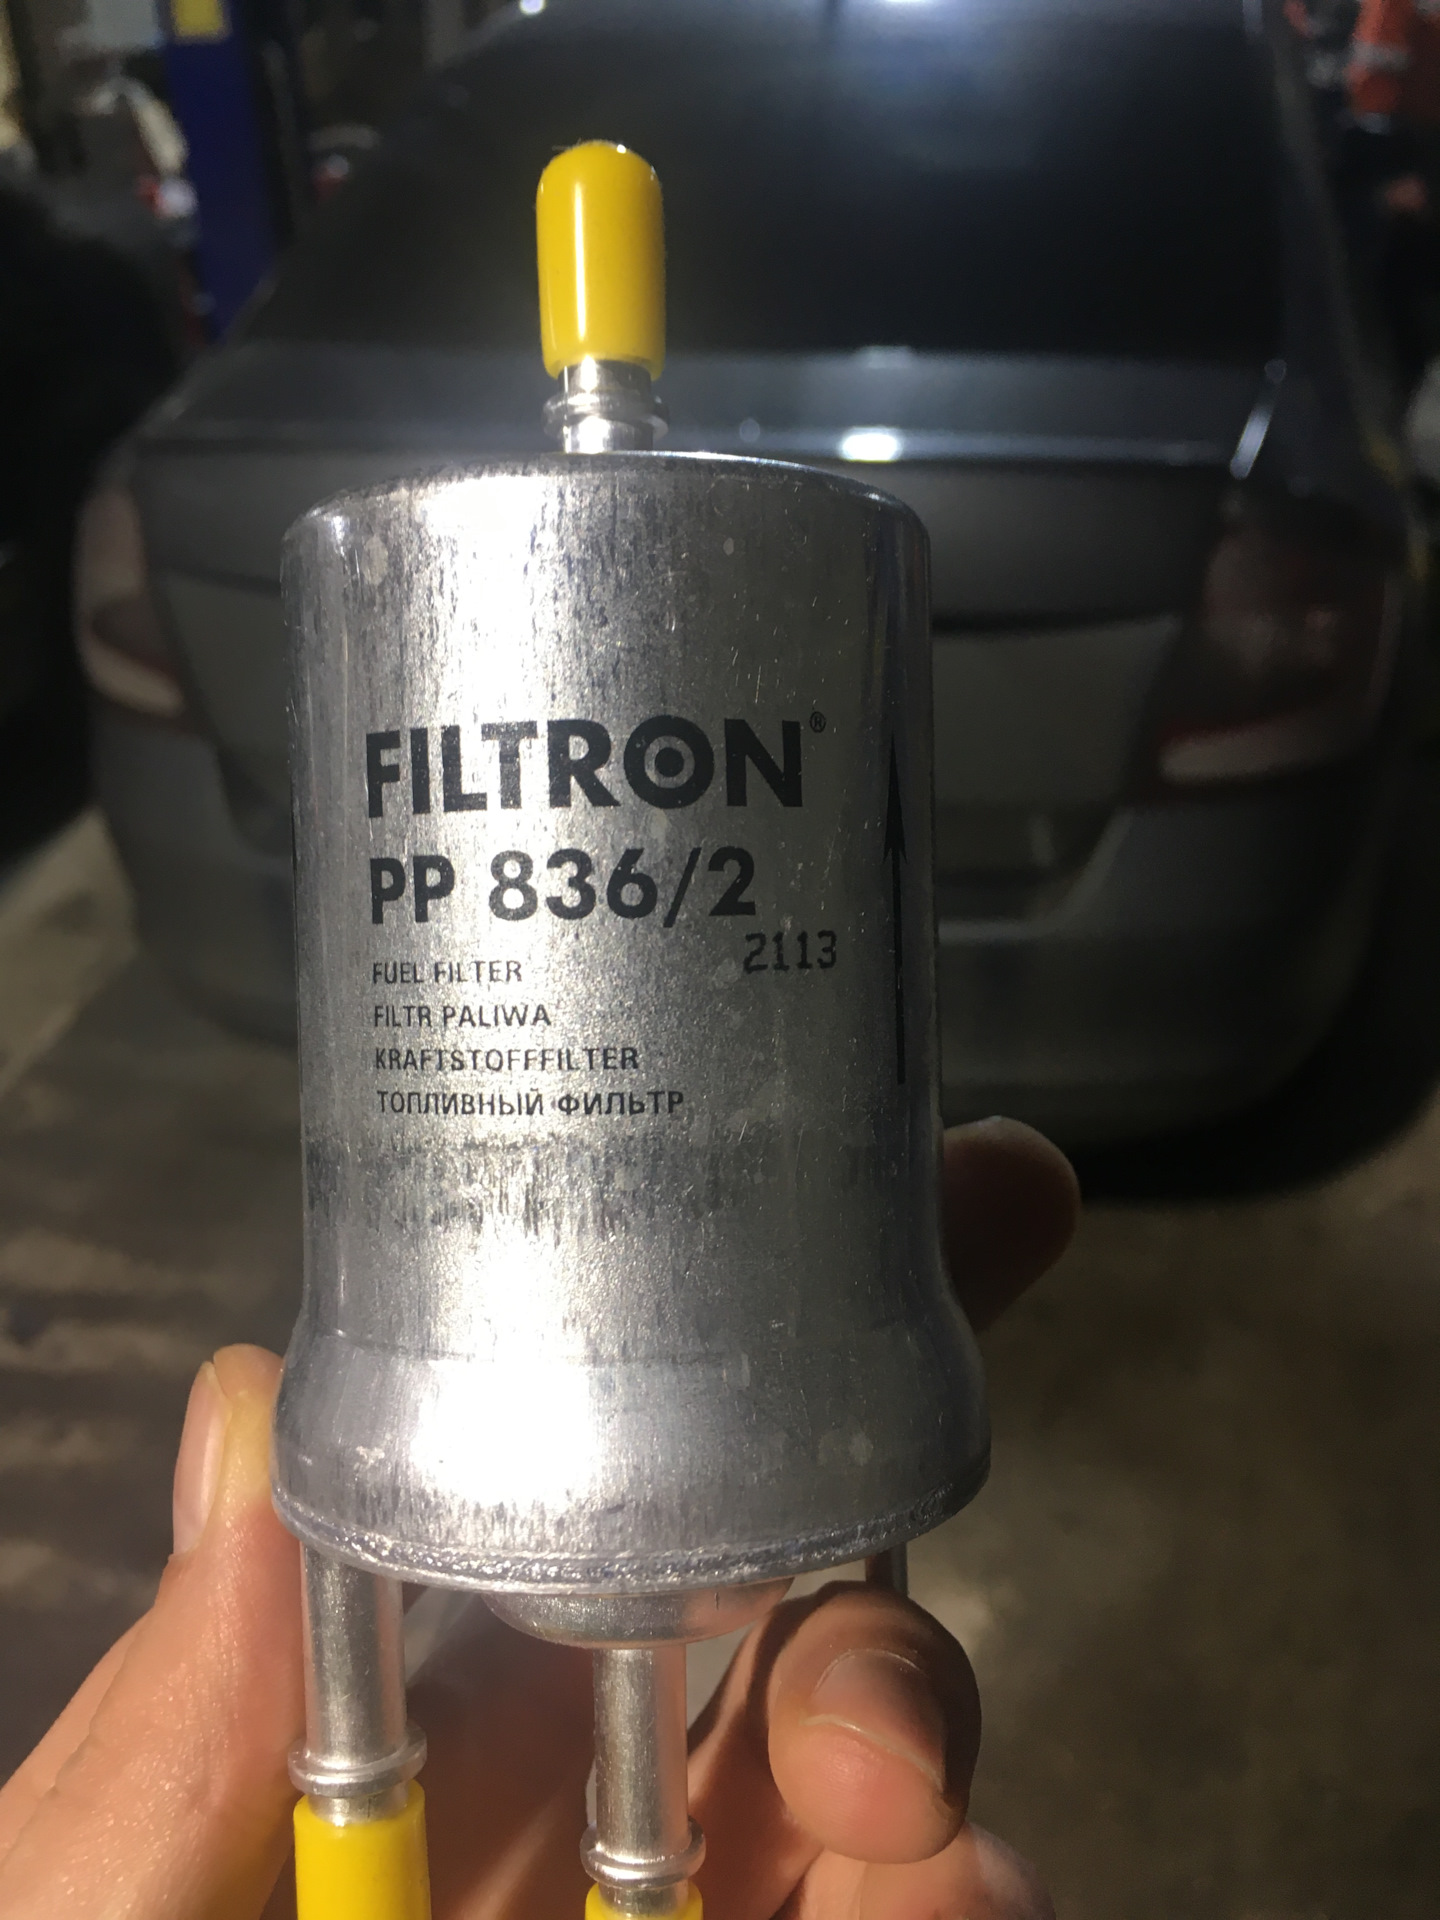 FILTRON®
PP 836/2
2113
FUEL FILTER
FILTR PALIWA
KRAFTSTOFFFILTER
ТОПЛИВНЫЙ ФИЛЬТР